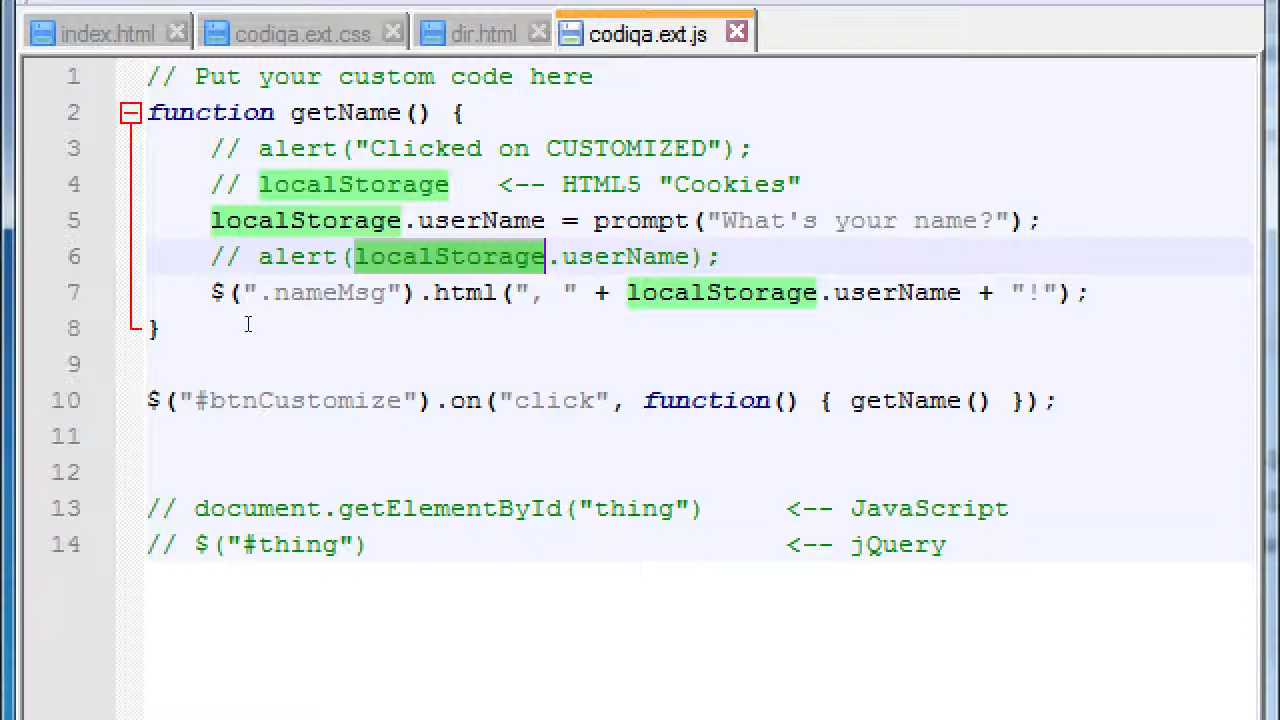 index.html codiqa.ext.css dir.html codiqa.ext.js
1 // Put your custom code here
2 function getName() {
3 // alert("Clicked on CUSTOMIZED");
4 // localStorage <-- HTML5 "Cookies"
5 localStorage.userName = prompt("What's your name?");
6 // alert(localStorage.userName);
7 $(".nameMsg").html(", " + localStorage.userName + "!");
8 }
9
10 $("#btnCustomize").on("click", function() { getName() });
11
12
13 // document.getElementById("thing") <-- JavaScript
14 // $("#thing") <-- jQuery